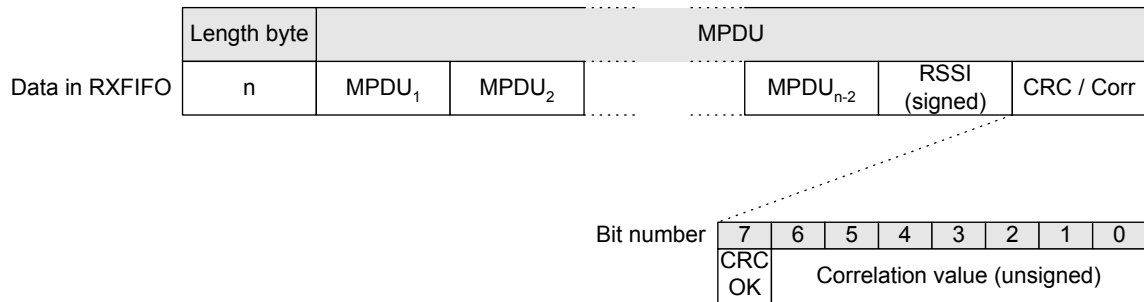 Length byte MPDU
Data in RXFIFO n MPDU₁ MPDU₂ MPDUₙ₋₂ RSSI (signed) CRC / Corr
Bit number 7 6 5 4 3 2 1 0
CRC OK Correlation value (unsigned)